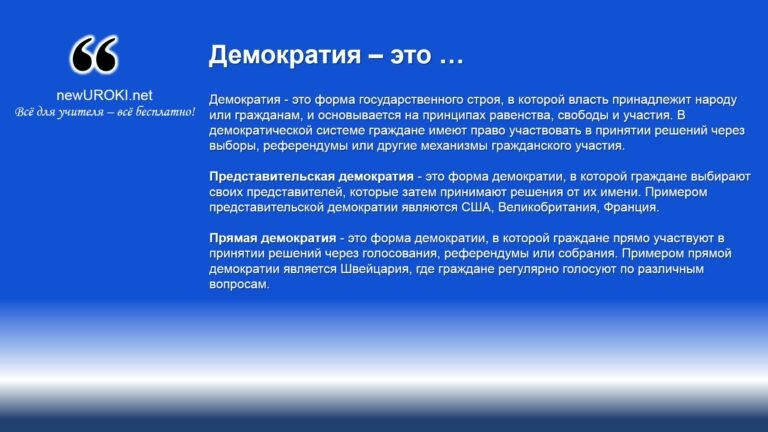 Демократия – это …
newUROKI.net
Всё для учителя – всё бесплатно!
Демократия - это форма государственного строя, в которой власть принадлежит народу
или гражданам, и основывается на принципах равенства, свободы и участия. В
демократической системе граждане имеют право участвовать в принятии решений через
выборы, референдумы или другие механизмы гражданского участия.
Представительская демократия - это форма демократии, в которой граждане выбирают
своих представителей, которые затем принимают решения от их имени. Примером
представительской демократии являются США, Великобритания, Франция.
Прямая демократия - это форма демократии, в которой граждане прямо участвуют в
принятии решений через голосования, референдумы или собрания. Примером прямой
демократии является Швейцария, где граждане регулярно голосуют по различным
вопросам.